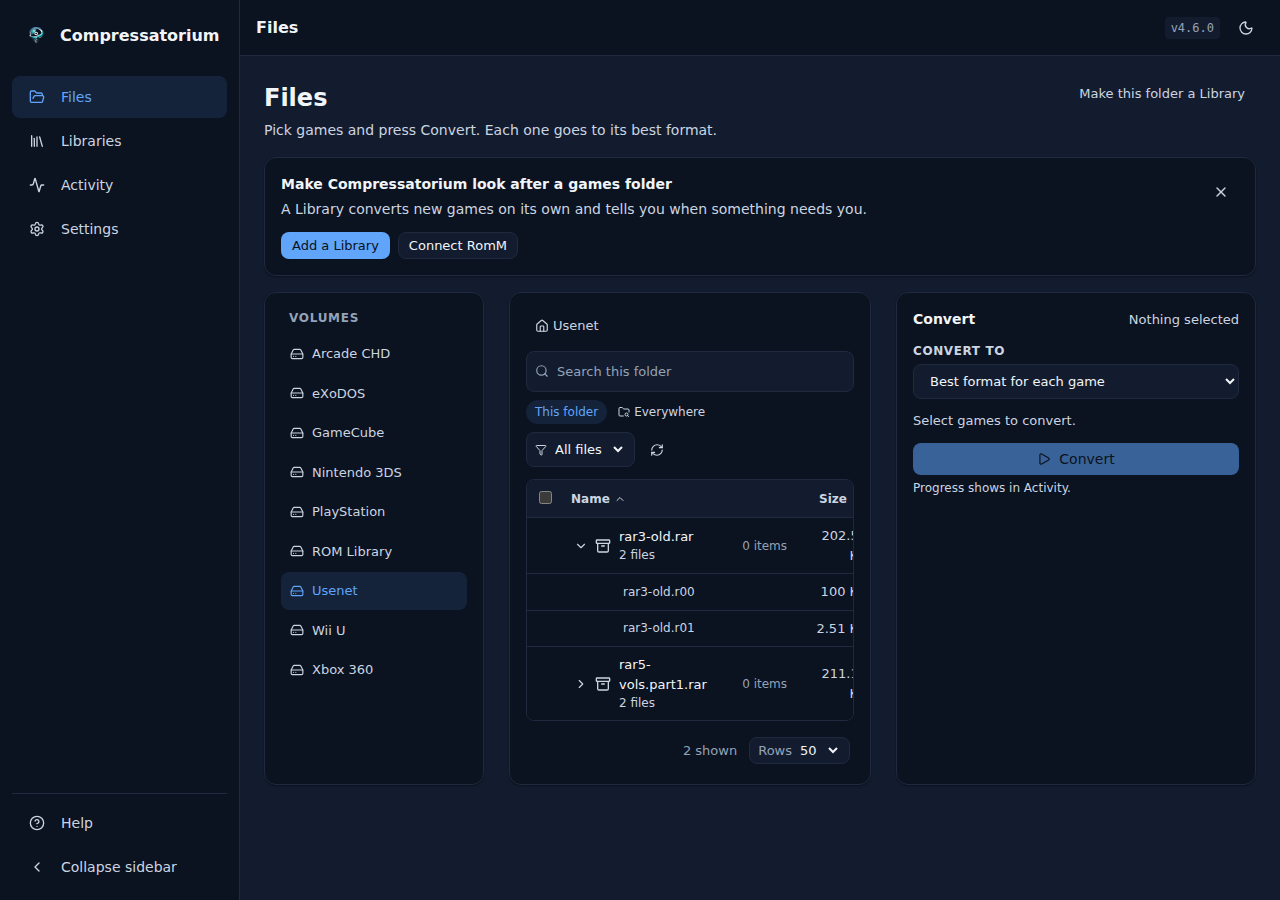 Compressatorium
Files
Libraries
Activity
Settings
Help
Collapse sidebar
Files
v4.6.0
Files
Make this folder a Library
Pick games and press Convert. Each one goes to its best format.
Make Compressatorium look after a games folder
A Library converts new games on its own and tells you when something needs you.
Add a Library
Connect RomM
VOLUMES
Arcade CHD
eXoDOS
GameCube
Nintendo 3DS
PlayStation
ROM Library
Usenet
Wii U
Xbox 360
Usenet
Search this folder
This folder
Everywhere
All files
Name
Size
rar3-old.rar
2 files
0 items
rar3-old.r00
100
rar3-old.r01
2.51
rar5-
vols.part1.rar
2 files
0 items
2 shown
Rows 50
Convert
Nothing selected
CONVERT TO
Best format for each game
Select games to convert.
Convert
Progress shows in Activity.